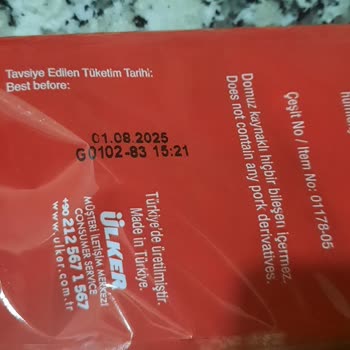 Tavsiye Edilen Tüketim Tarihi:
Best before:
01.08.2025
G0102-83 15:21
Çeşit No / Item No: 01178-05
Domuz kaynaklı hiçbir bileşen içermez.
Does not contain any pork derivatives.
Türkiye'de üretilmiştir.
Made in Türkiye.
ÜLKER
MÜŞTERİ İLETİŞİM MERKEZİ
CONSUMER SERVICE
+90 212 567 1 567
www.ulker.com.tr